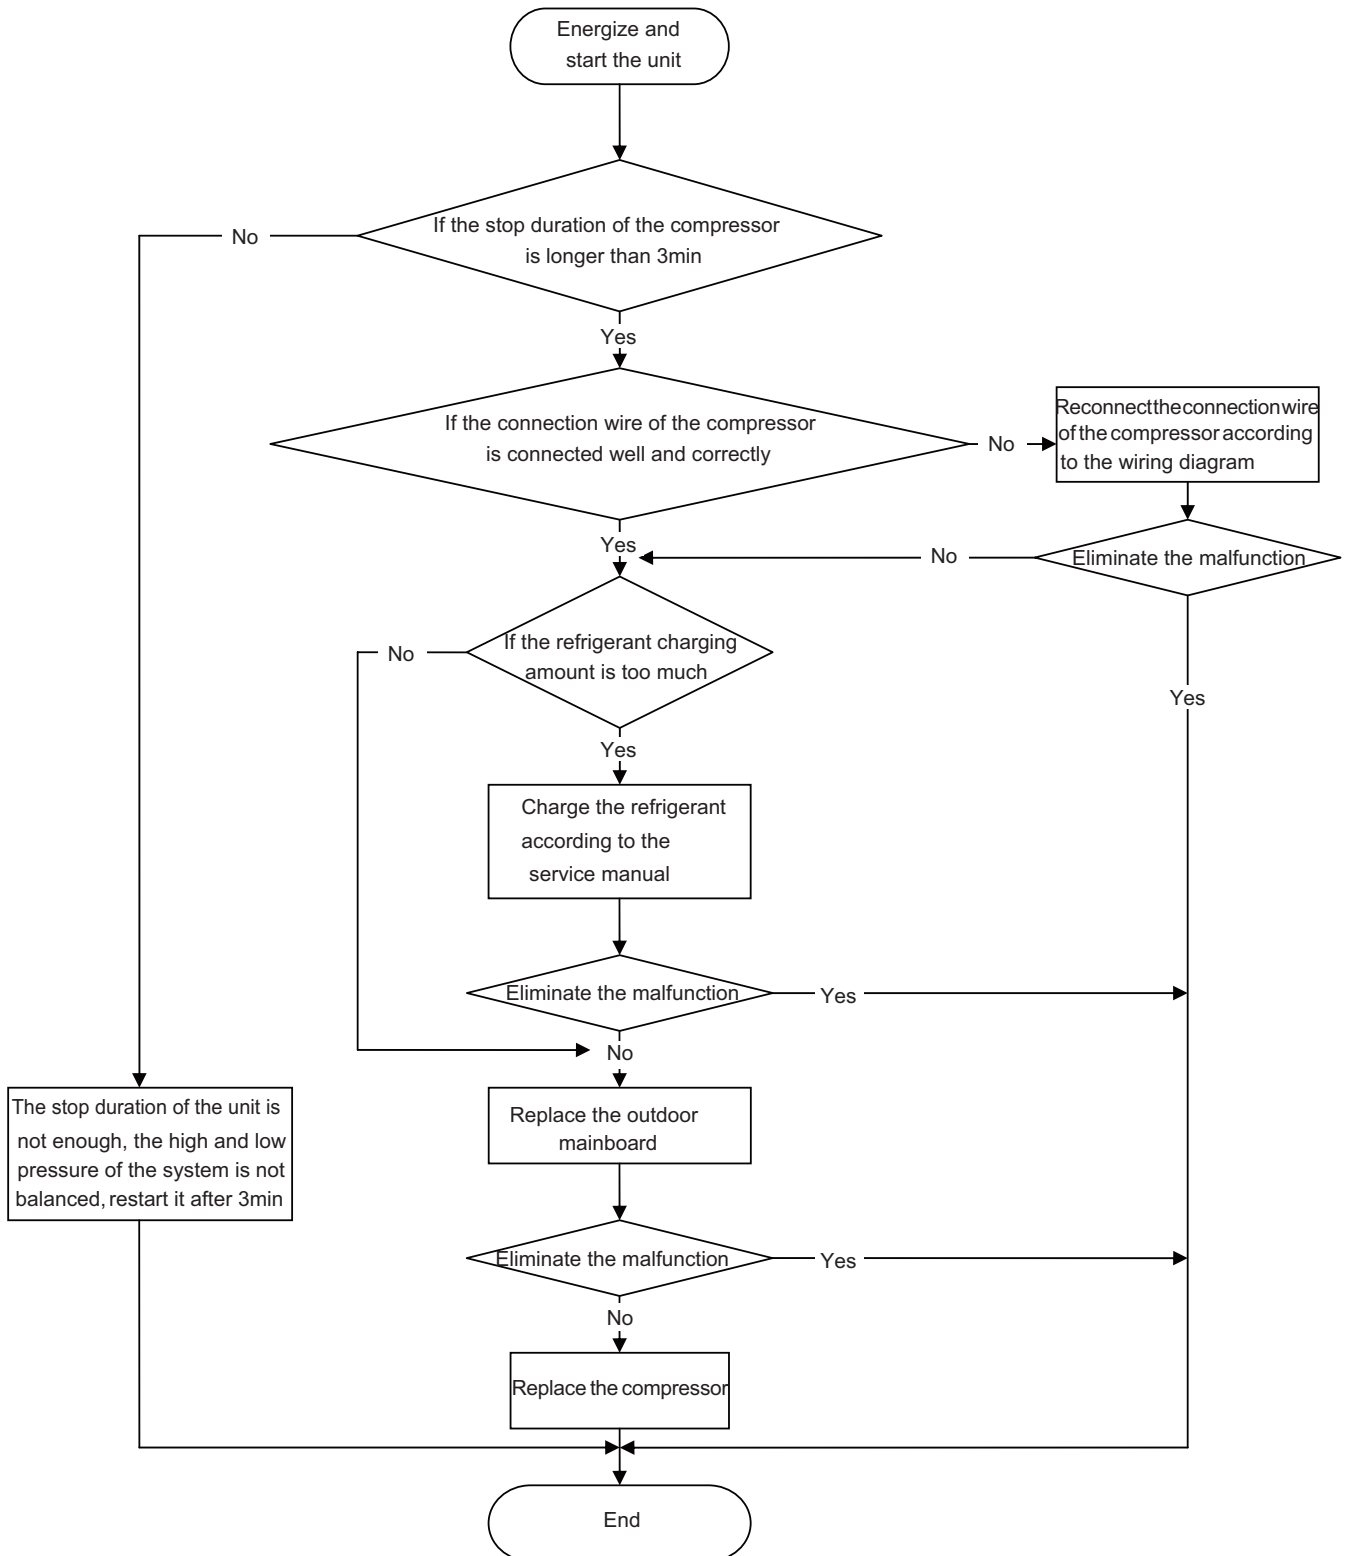 Energize and
start the unit
If the stop duration of the compressor
is longer than 3min
No
Yes
If the connection wire of the compressor
is connected well and correctly
No
Reconnect the connection wire
of the compressor according
to the wiring diagram
Yes
No
Eliminate the malfunction
If the refrigerant charging
amount is too much
No
Yes
Yes
Charge the refrigerant
according to the
service manual
Eliminate the malfunction
Yes
No
The stop duration of the unit is
not enough, the high and low
pressure of the system is not
balanced, restart it after 3min
Replace the outdoor
mainboard
Eliminate the malfunction
Yes
No
Replace the compressor
End